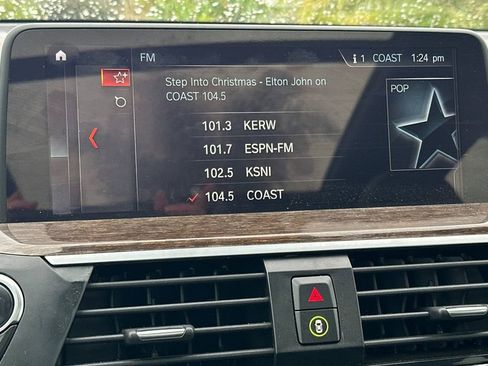 FM
i 1 COAST 1:24 pm
Step Into Christmas - Elton John on
COAST 104.5
POP
101.3 KERW
101.7 ESPN-FM
102.5 KSNI
104.5 COAST